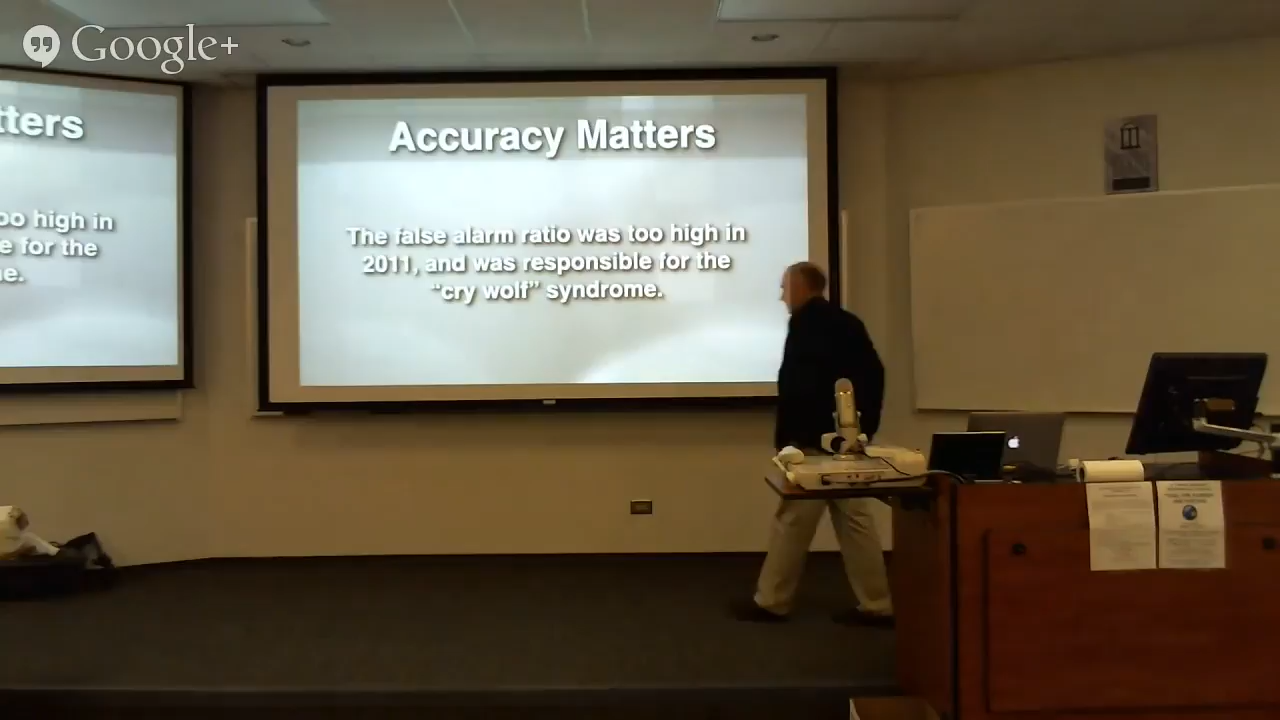 Google+
tters
oo high in
e for the
e.
Accuracy Matters
The false alarm ratio was too high in
2011, and was responsible for the
“cry wolf” syndrome.